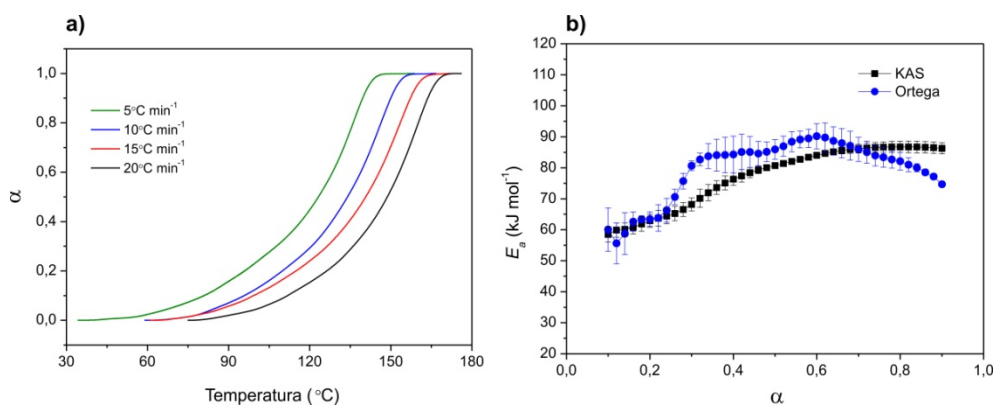 a)
1,0
0,8
0,6
0,4
0,2
0,0
α
5°C min⁻¹
10°C min⁻¹
15°C min⁻¹
20°C min⁻¹
30 60 90 120 150 180
Temperatura (°C)
b)
120
110
100
90
80
70
60
50
40
30
20
Eₐ (kJ mol⁻¹)
KAS
Ortega
0,0 0,2 0,4 0,6 0,8 1,0
α